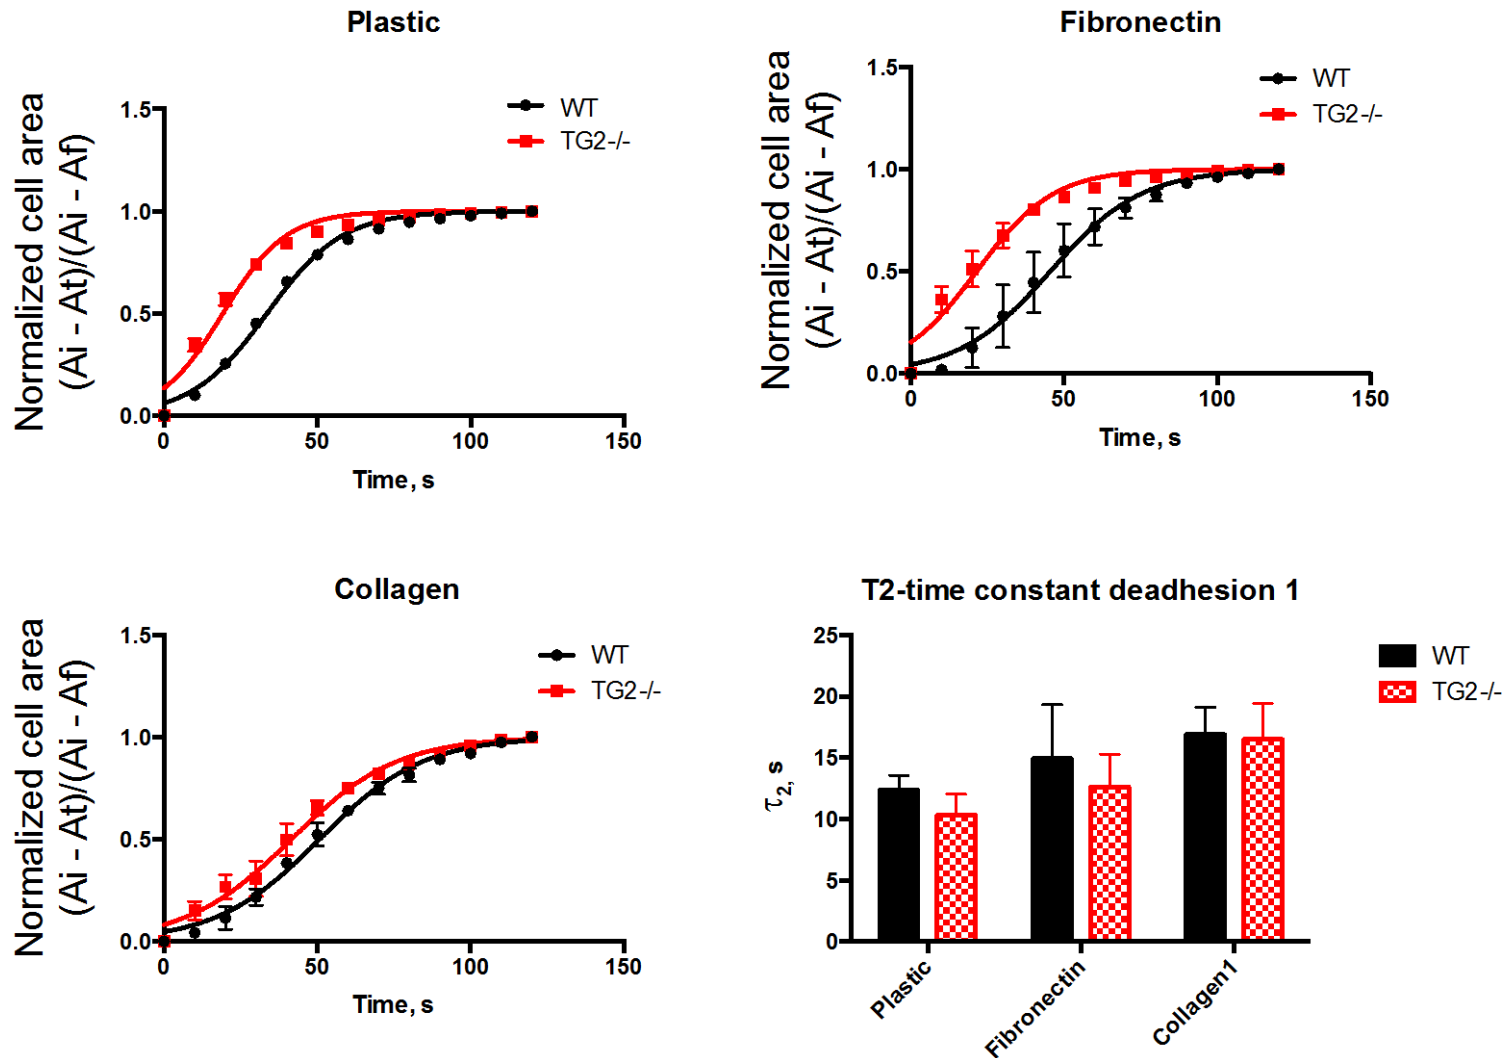 Plastic
Normalized cell area
(Ai - At)/(Ai - Af)
1.5
1.0
0.5
0.0
0
50
100
150
Time, s
WT
TG2-/-
Fibronectin
Normalized cell area
(Ai - At)/(Ai - Af)
1.5
1.0
0.5
0.0
0
50
100
150
Time, s
WT
TG2-/-
Collagen
Normalized cell area
(Ai - At)/(Ai - Af)
1.5
1.0
0.5
0.0
0
50
100
150
Time, s
WT
TG2-/-
T2-time constant deadhesion 1
τ2, s
25
20
15
10
5
0
Plastic
Fibronectin
Collagen1
WT
TG2-/-